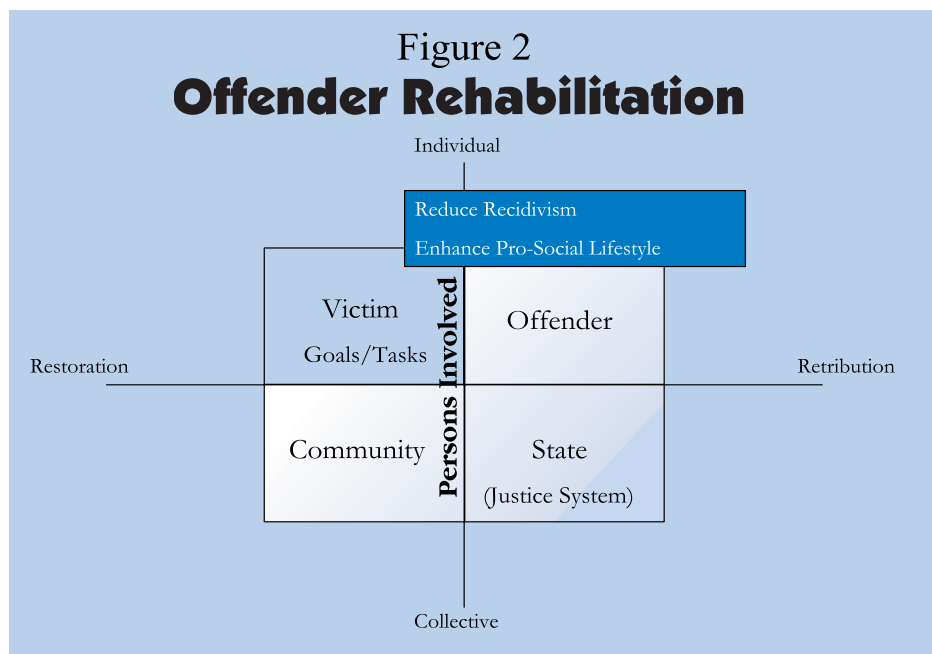 Figure 2
Offender Rehabilitation
Individual
Reduce Recidivism
Enhance Pro-Social Lifestyle
Victim
Goals/Tasks
Offender
Persons Involved
Restoration
Retribution
Community
State
(Justice System)
Collective